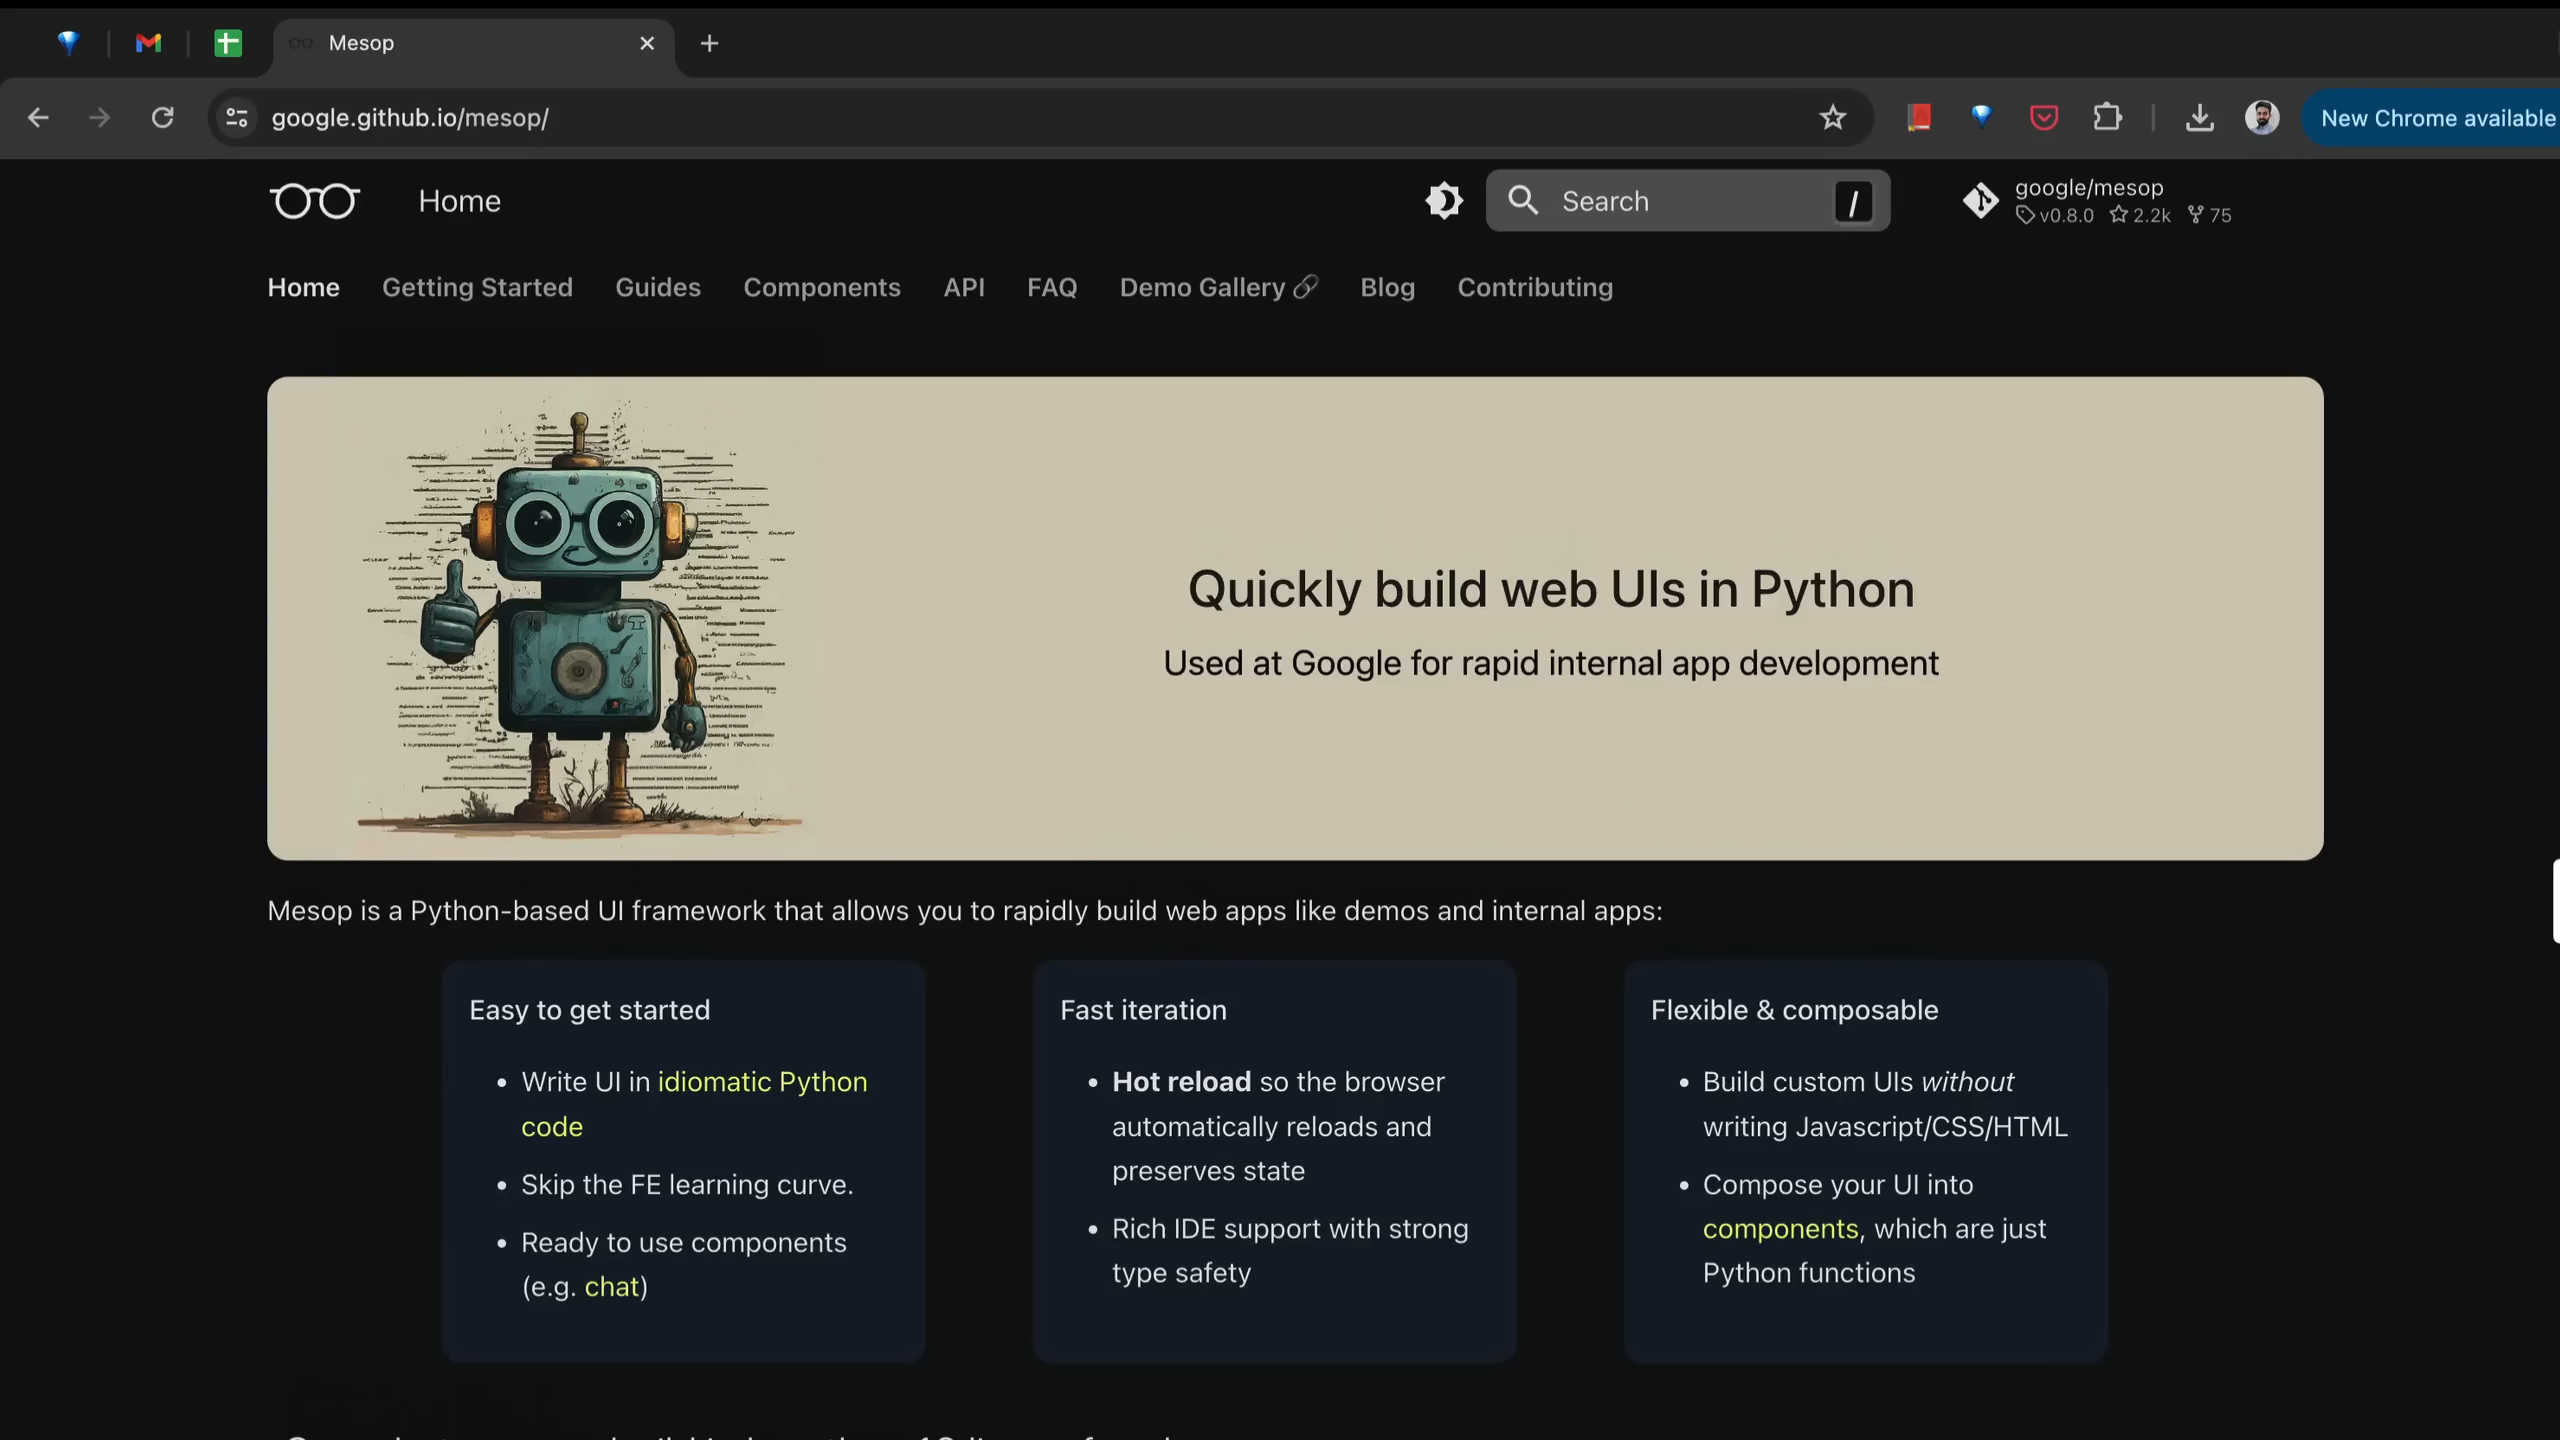 Mesop
google.github.io/mesop/
New Chrome available
Home
Search
/
google/mesop
v0.8.0 2.2k 75
Home Getting Started Guides Components API FAQ Demo Gallery Blog Contributing
Quickly build web UIs in Python
Used at Google for rapid internal app development
Mesop is a Python-based UI framework that allows you to rapidly build web apps like demos and internal apps:
Easy to get started
• Write UI in idiomatic Python
code
• Skip the FE learning curve.
• Ready to use components
(e.g. chat)
Fast iteration
• Hot reload so the browser
automatically reloads and
preserves state
• Rich IDE support with strong
type safety
Flexible & composable
• Build custom UIs without
writing Javascript/CSS/HTML
• Compose your UI into
components, which are just
Python functions